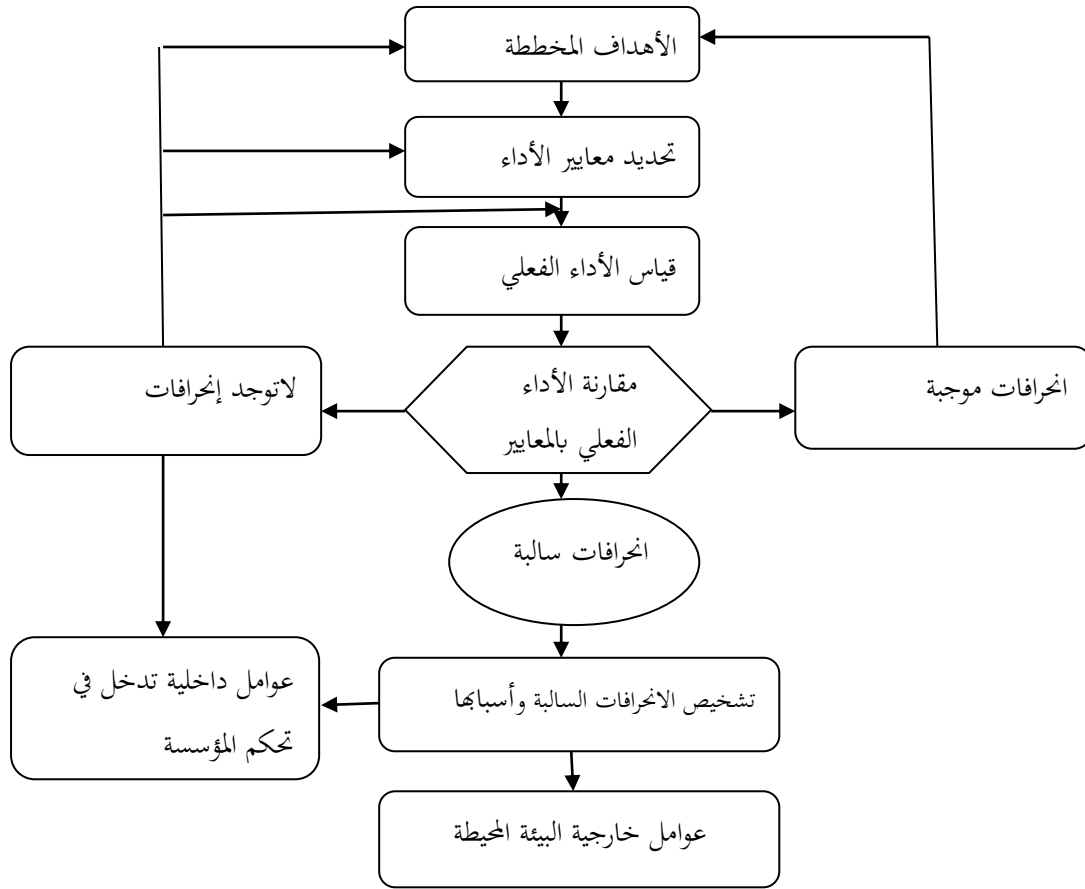 الأهداف المخططة
تحديد معايير الأداء
قياس الأداء الفعلي
انحرافات موجبة
مقارنة الأداء
الفعلي بالمعايير
لاتوجد إنحرافات
انحرافات سالبة
تشخيص الانحرافات السالبة وأسبابها
عوامل داخلية تدخل في
تحكم المؤسسة
عوامل خارجية البيئة المحيطة